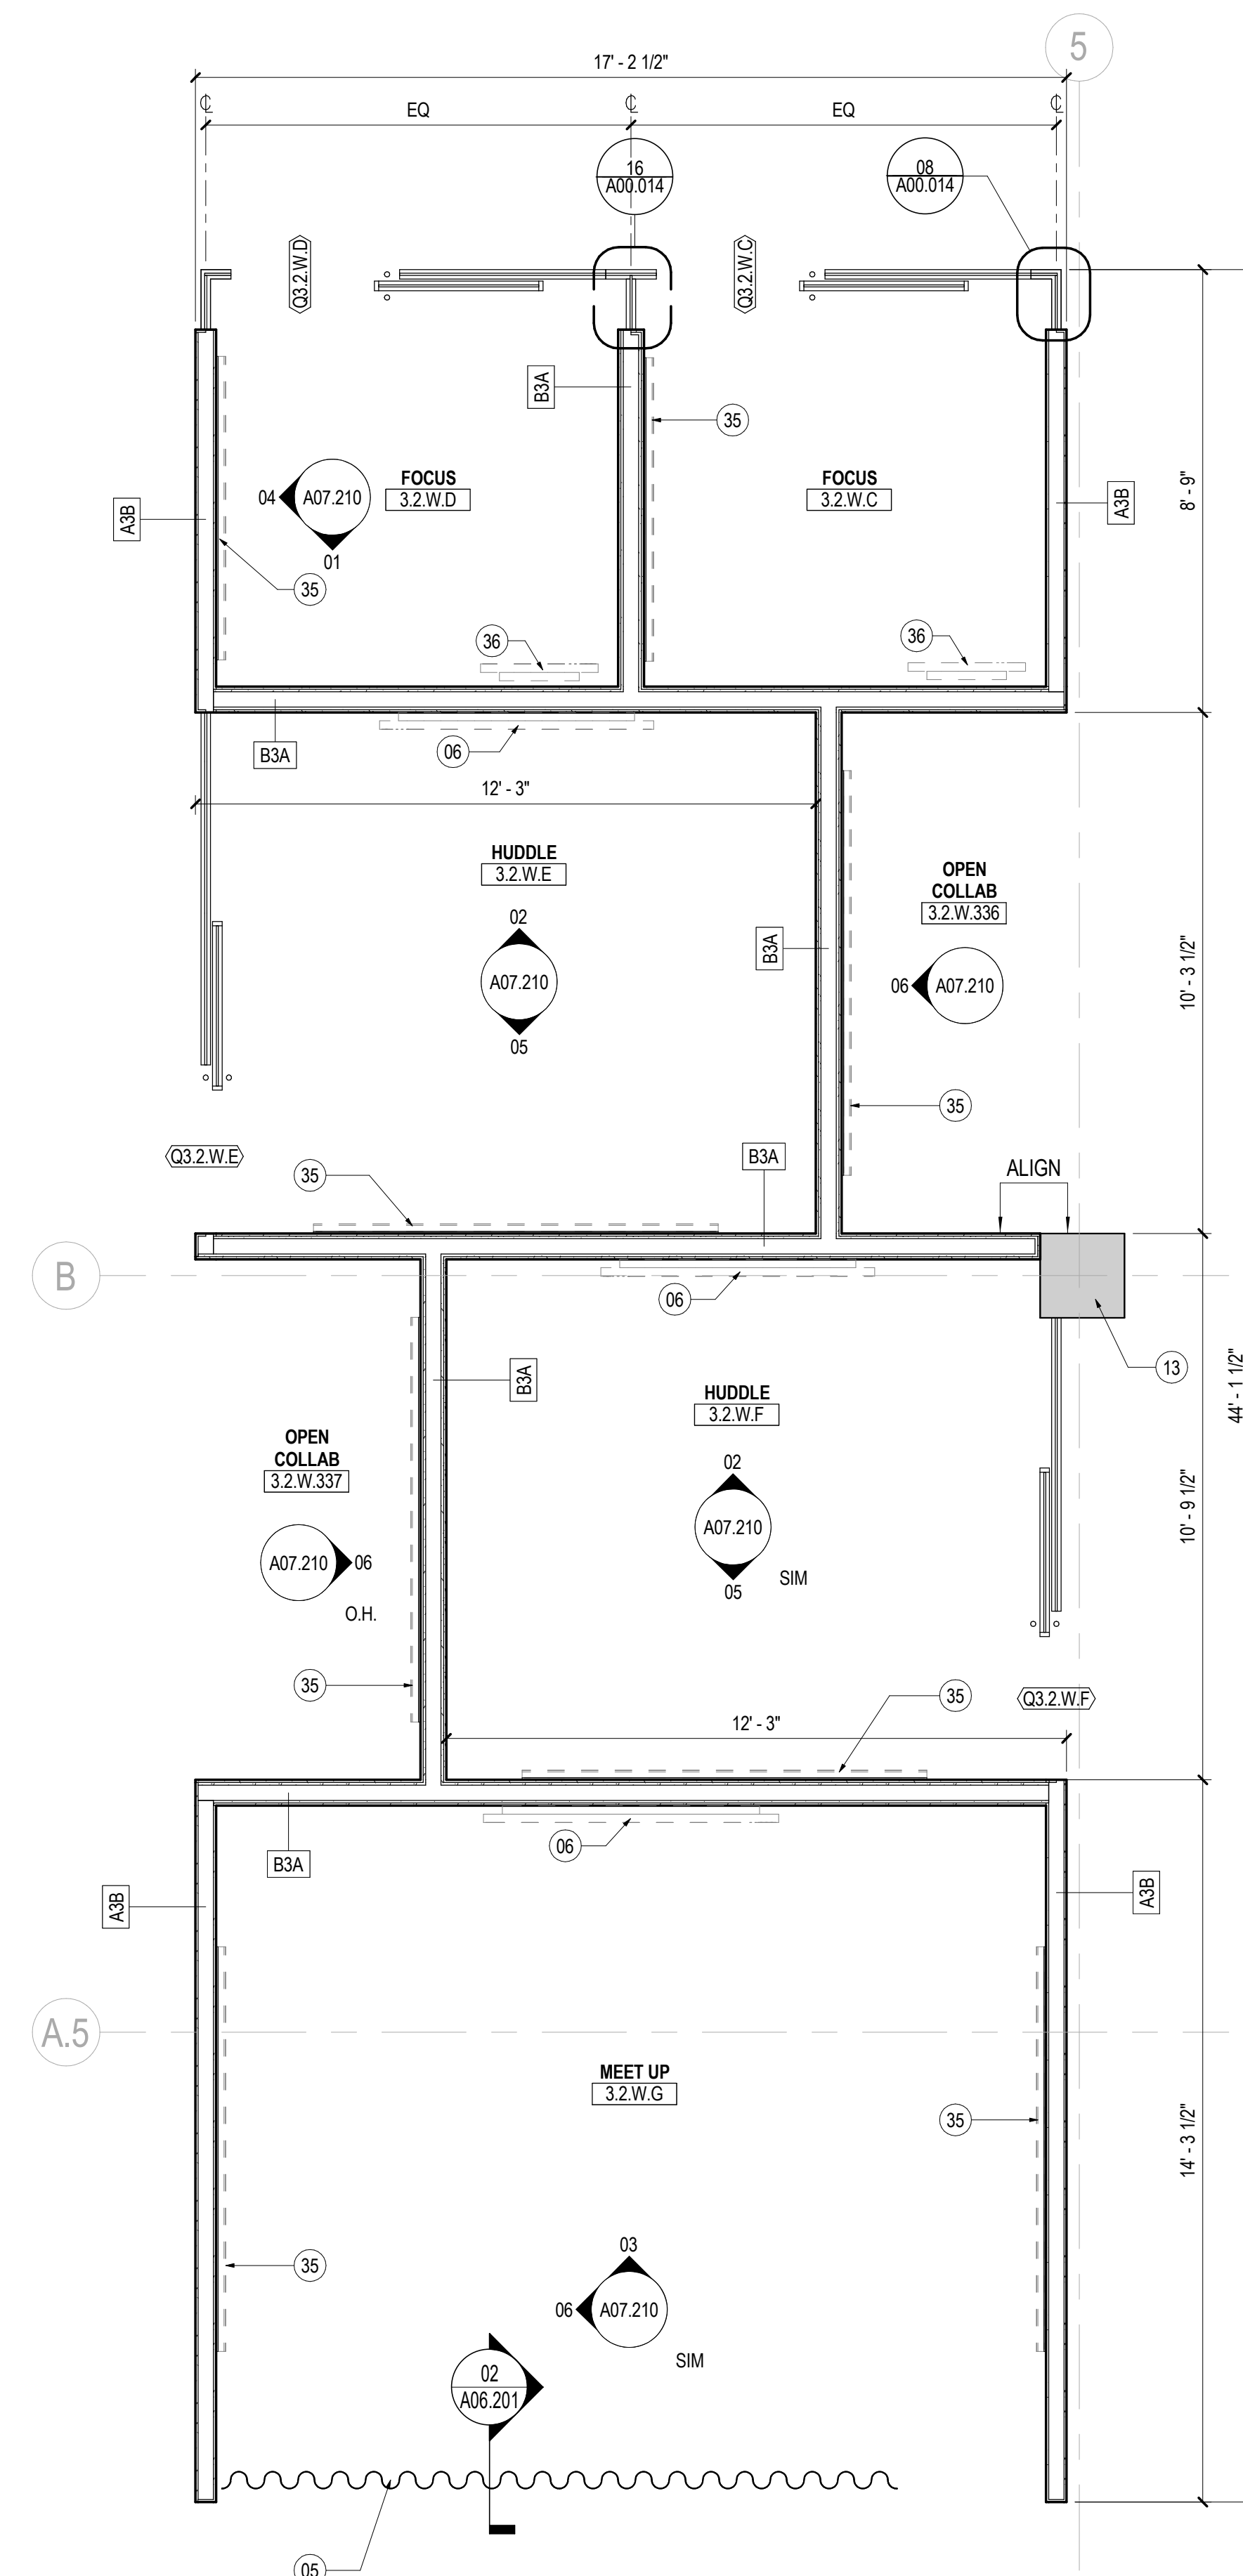 5
17' - 2 1/2"
℄
℄
℄
EQ
EQ
16
A00.014
08
A00.014
Q3.2.W.D
Q3.2.W.C
B3A
35
FOCUS
3.2.W.D
FOCUS
3.2.W.C
04
A07.210
01
A3B
A3B
8' - 9"
35
36
36
B3A
06
12' - 3"
HUDDLE
3.2.W.E
02
A07.210
05
OPEN
COLLAB
3.2.W.336
B3A
06
A07.210
10' - 3 1/2"
35
Q3.2.W.E
35
B3A
ALIGN
B
06
13
44' - 1 1/2"
B3A
HUDDLE
3.2.W.F
OPEN
COLLAB
3.2.W.337
02
A07.210
05
SIM
A07.210
06
O.H.
10' - 9 1/2"
35
35
Q3.2.W.F
12' - 3"
06
B3A
A3B
A3B
A.5
MEET UP
3.2.W.G
35
14' - 3 1/2"
35
03
06
A07.210
SIM
02
A06.201
05